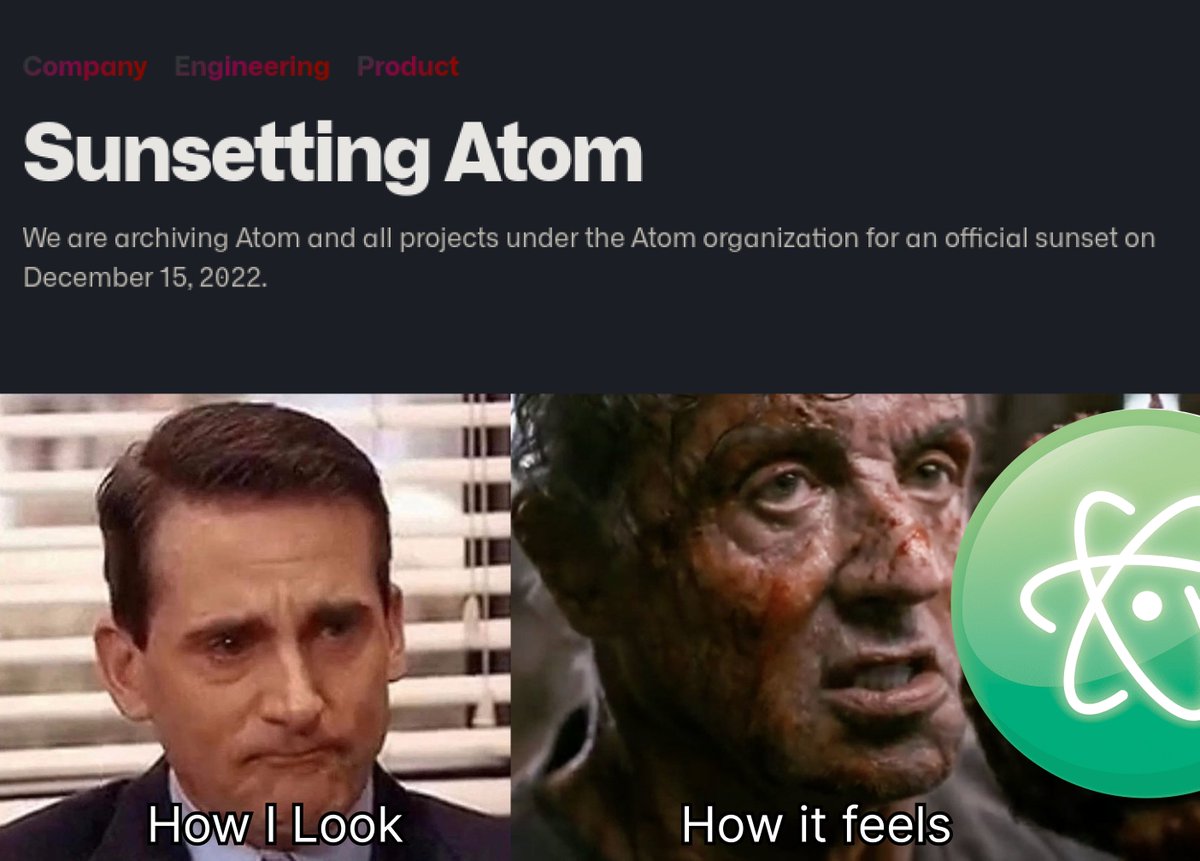 Company Engineering Product
Sunsetting Atom
We are archiving Atom and all projects under the Atom organization for an official sunset on
December 15, 2022.
How I Look
How it feels